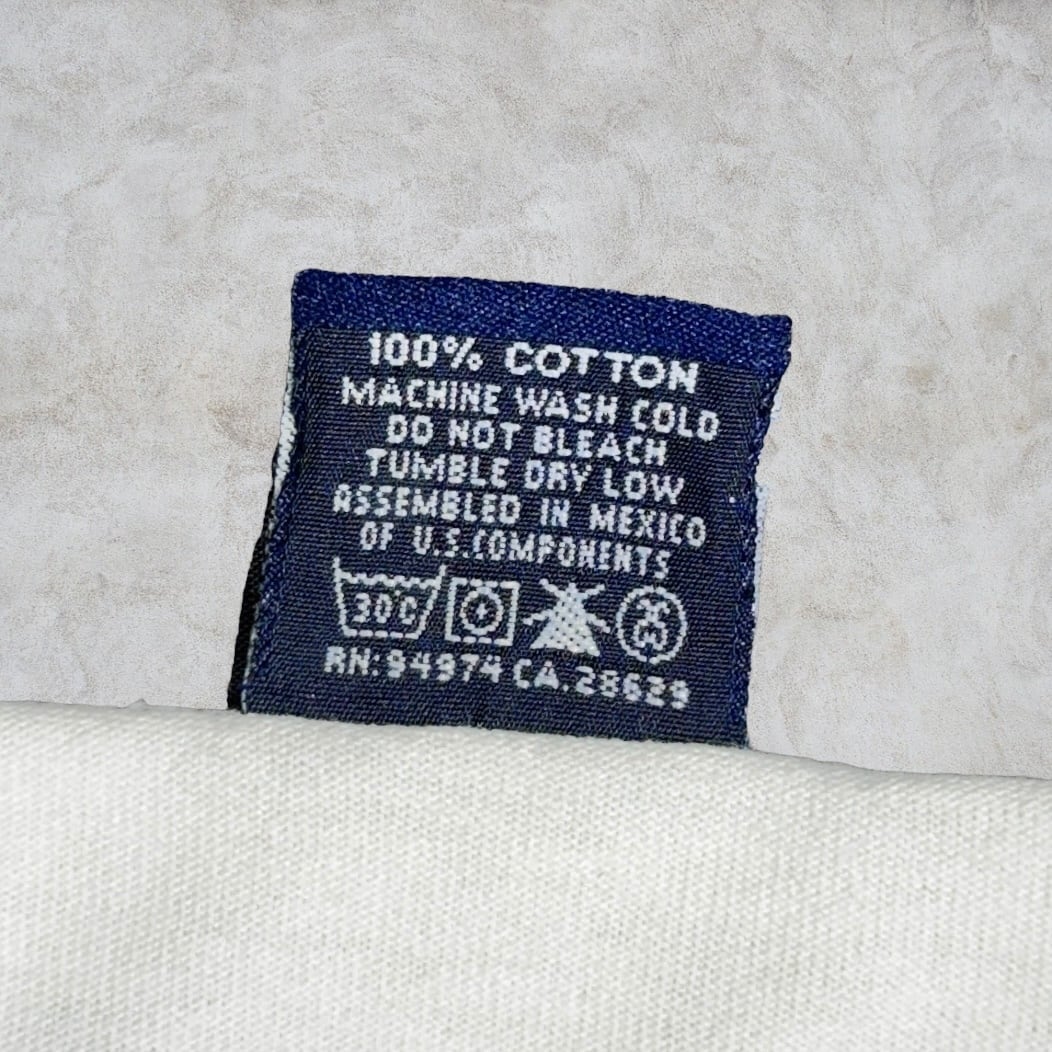 100% COTTON
MACHINE WASH COLD
DO NOT BLEACH
TUMBLE DRY LOW
ASSEMBLED IN MEXICO
OF U.S.COMPONENTS
30°C
RN:94974 CA.28639